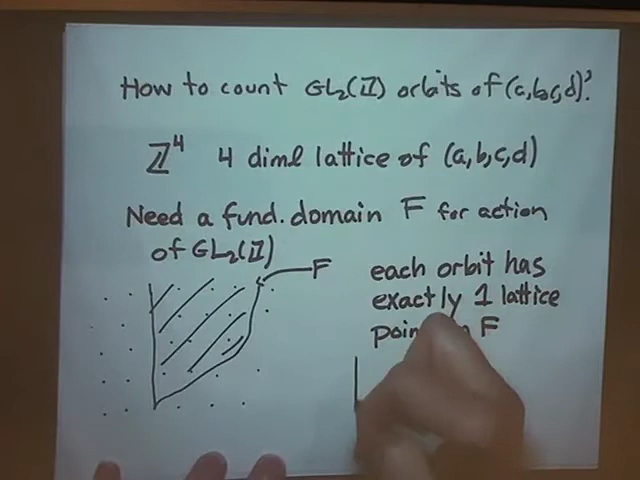 How to count GL₂(ℤ) orbits of (a,b,c,d)?
ℤ⁴ 4 diml lattice of (a,b,c,d)
Need a fund. domain F for action
of GL₂(ℤ)
F
each orbit has
exactly 1 lattice
F